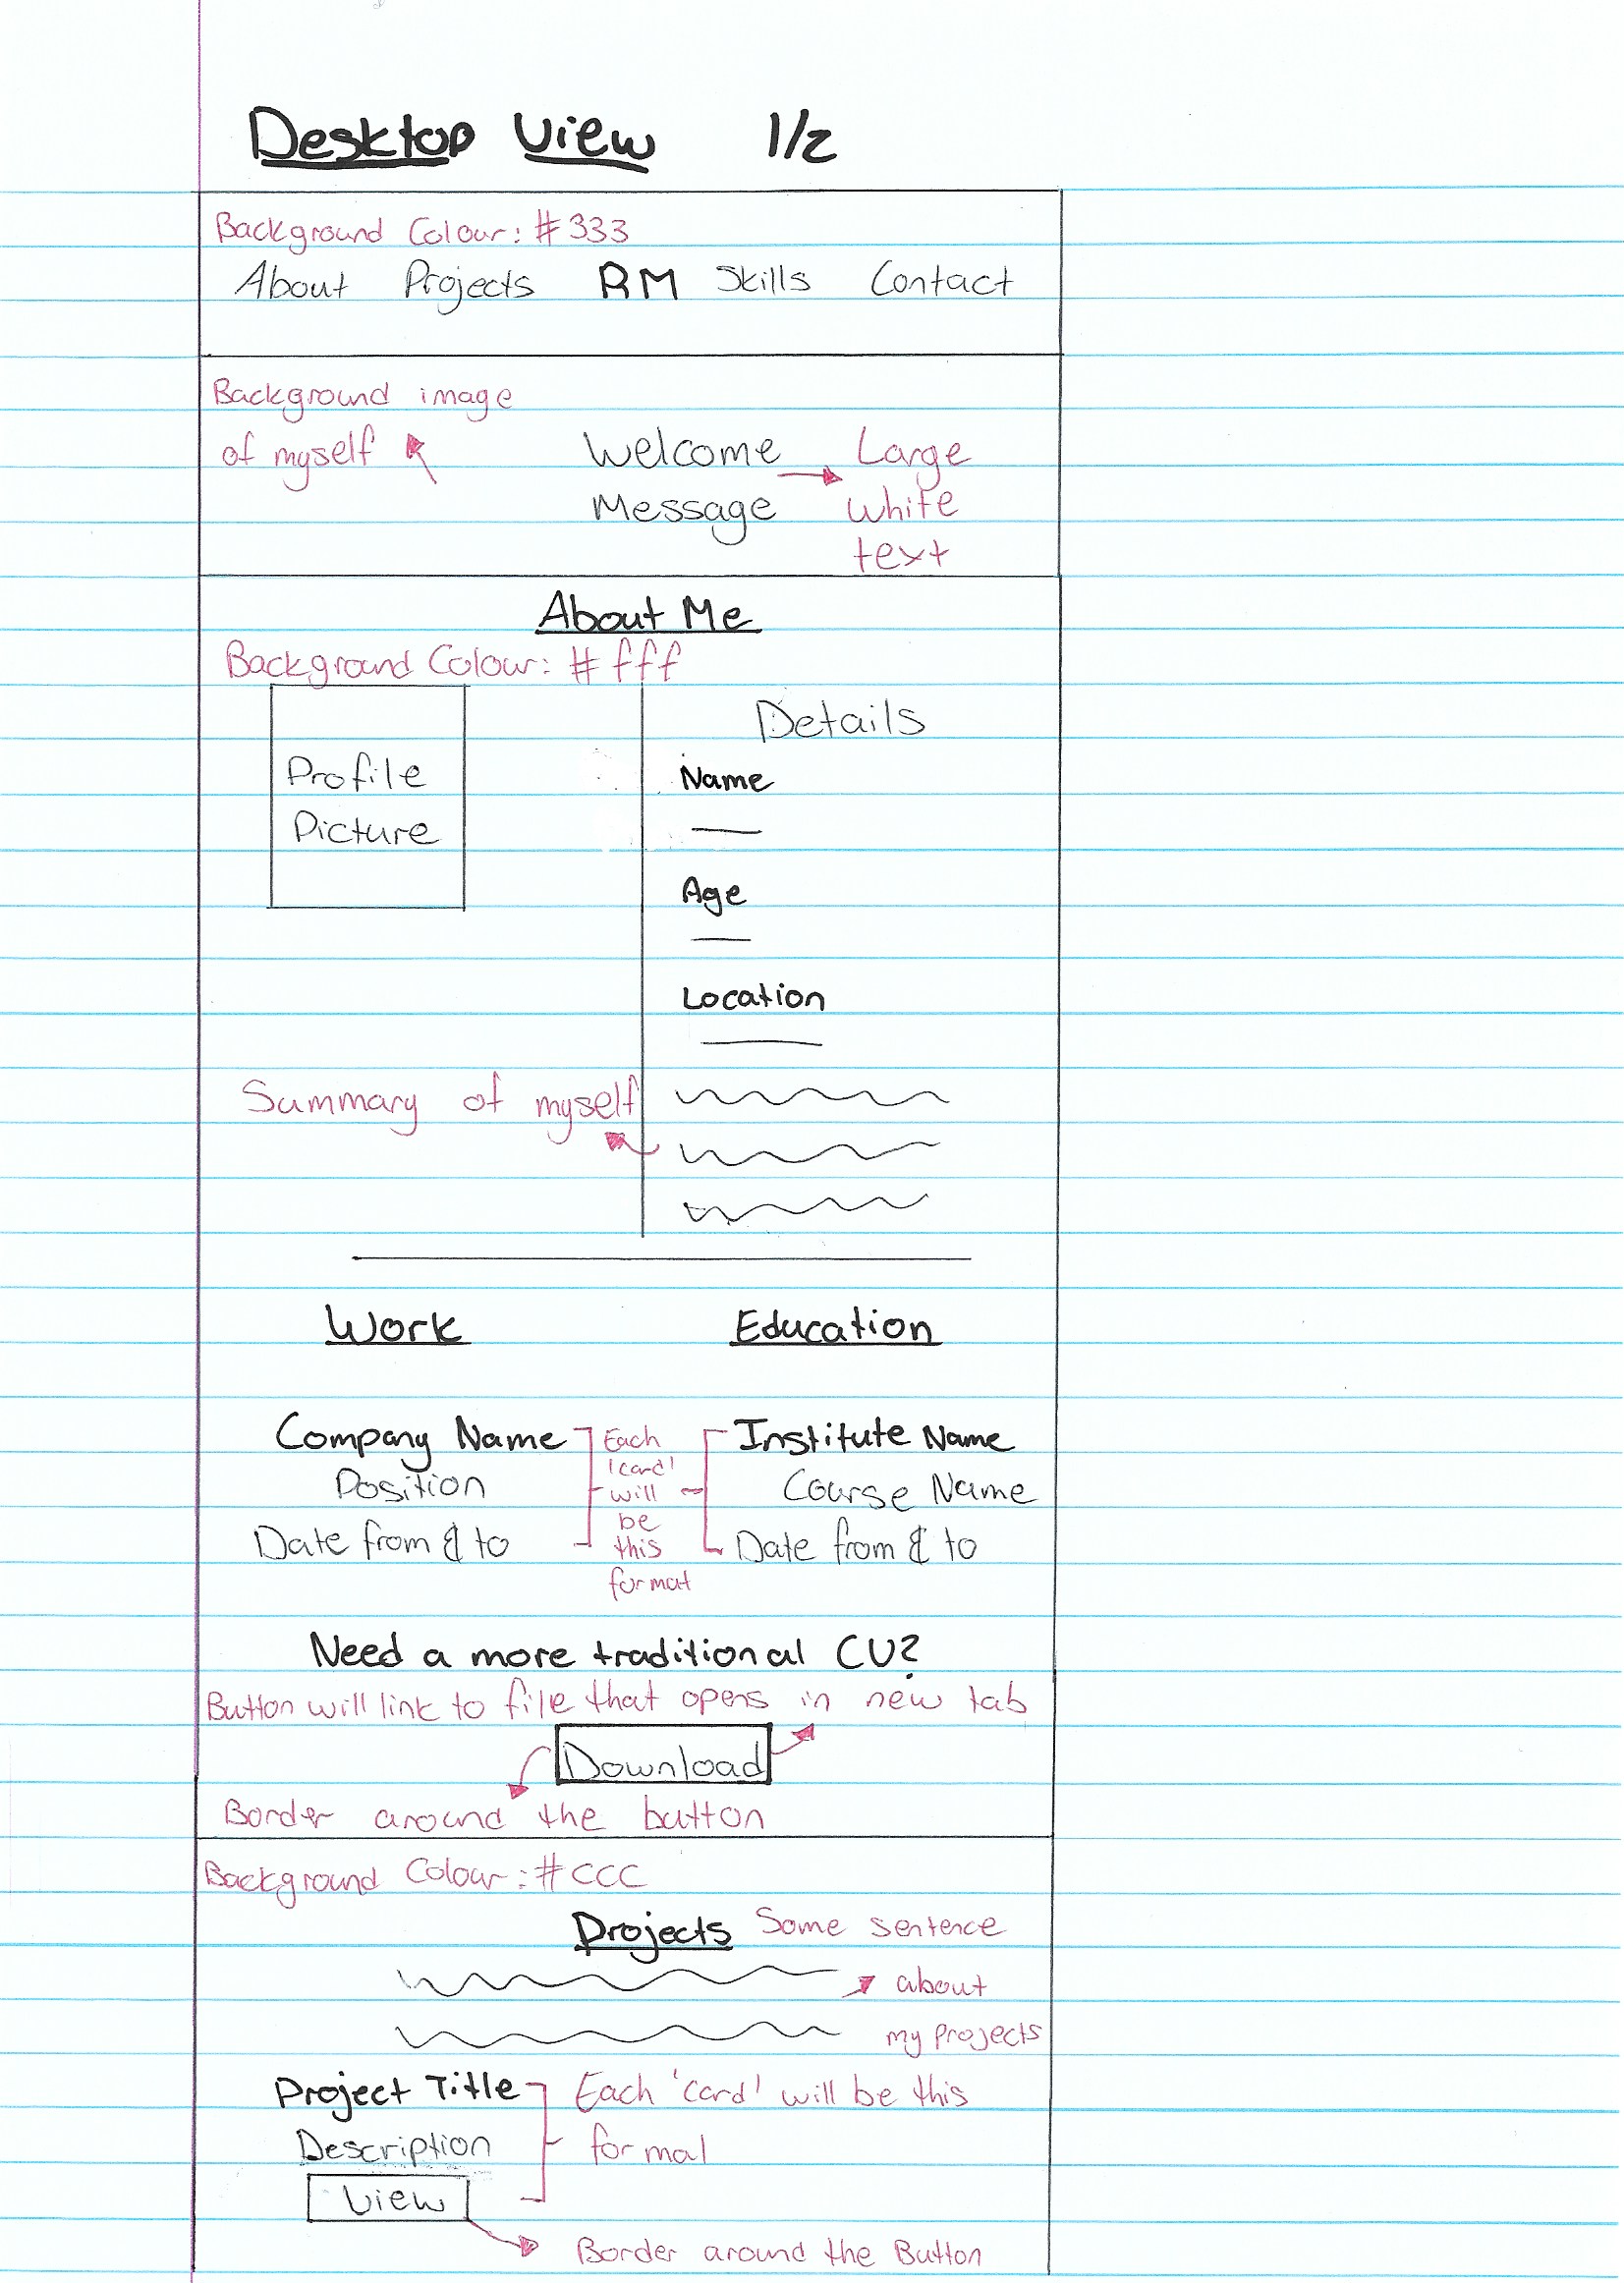 Desktop View 1/2
Background Colour: #333
About Projects RM Skills Contact
Background image
of myself
Welcome
Message
Large
white
text
About Me
Background Colour: #fff
Profile
Picture
Details
Name
Age
Location
Summary of myself
Work
Education
Company Name
Position
Date from & to
Each
'card'
will
be
this
format
Institute Name
Course Name
Date from & to
Need a more traditional CV?
Button will link to file that opens in new tab
Download
Border around the button
Background Colour: #CCC
Projects
Some sentence
about
my projects
Project Title
Description
View
Each 'card' will be this
format
Border around the Button